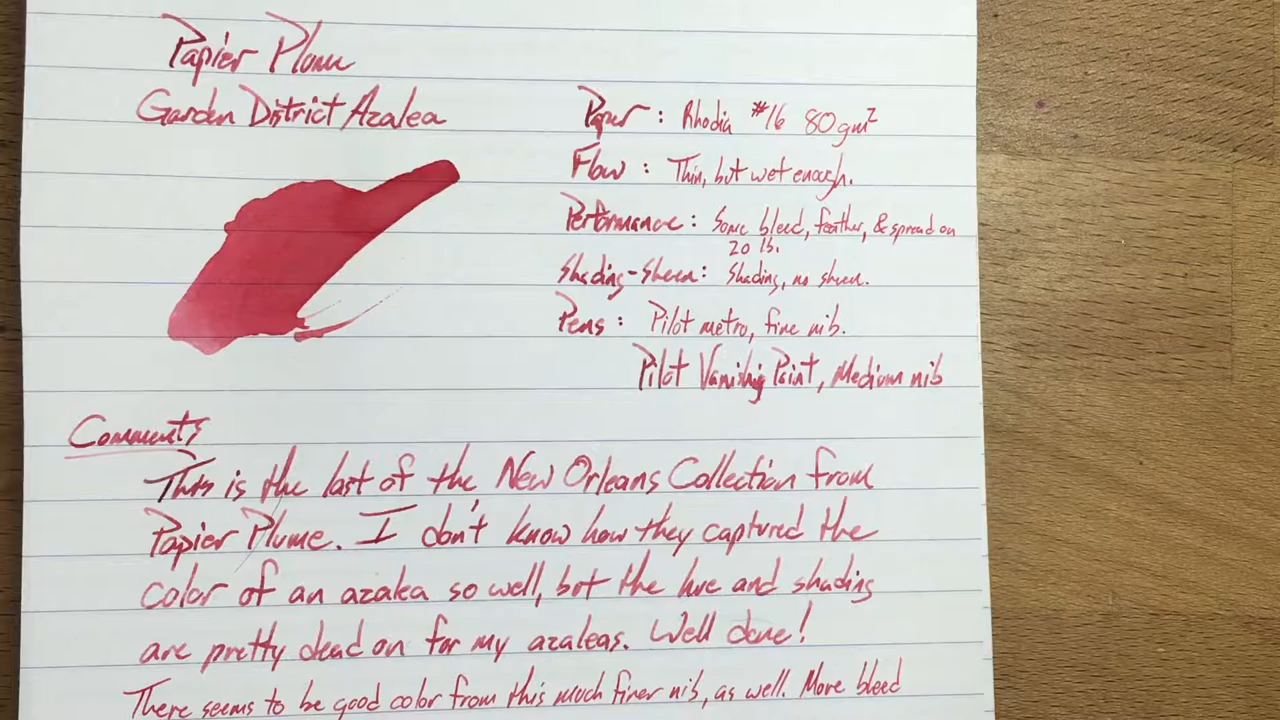 Papier Plume
Garden District Azalea
Paper: Rhodia #16 80gm²
Flow: Thin, but wet enough.
Performance: Some bleed, feather, & spread on
20 lb.
Shading-Sheen: Shading, no sheen.
Pens: Pilot metro, fine nib.
Pilot Vanishing Point, Medium nib
Comments
This is the last of the New Orleans Collection from
Papier Plume. I don't know how they captured the
color of an azalea so well, but the hue and shading
are pretty dead on for my azaleas. Well done!
There seems to be good color from this much finer nib, as well. More bleed